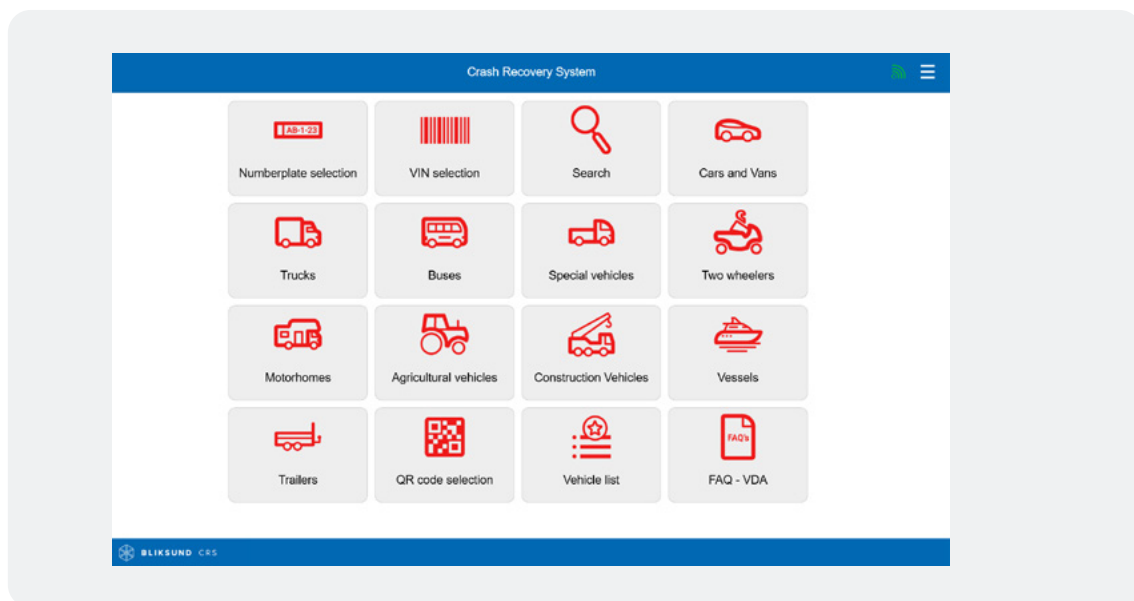 Crash Recovery System
AB-1-23
Numberplate selection
VIN selection
Search
Cars and Vans
Trucks
Buses
Special vehicles
Two wheelers
Motorhomes
Agricultural vehicles
Construction Vehicles
Vessels
FAQ's
Trailers
QR code selection
Vehicle list
FAQ - VDA
BLIKSUND CRS